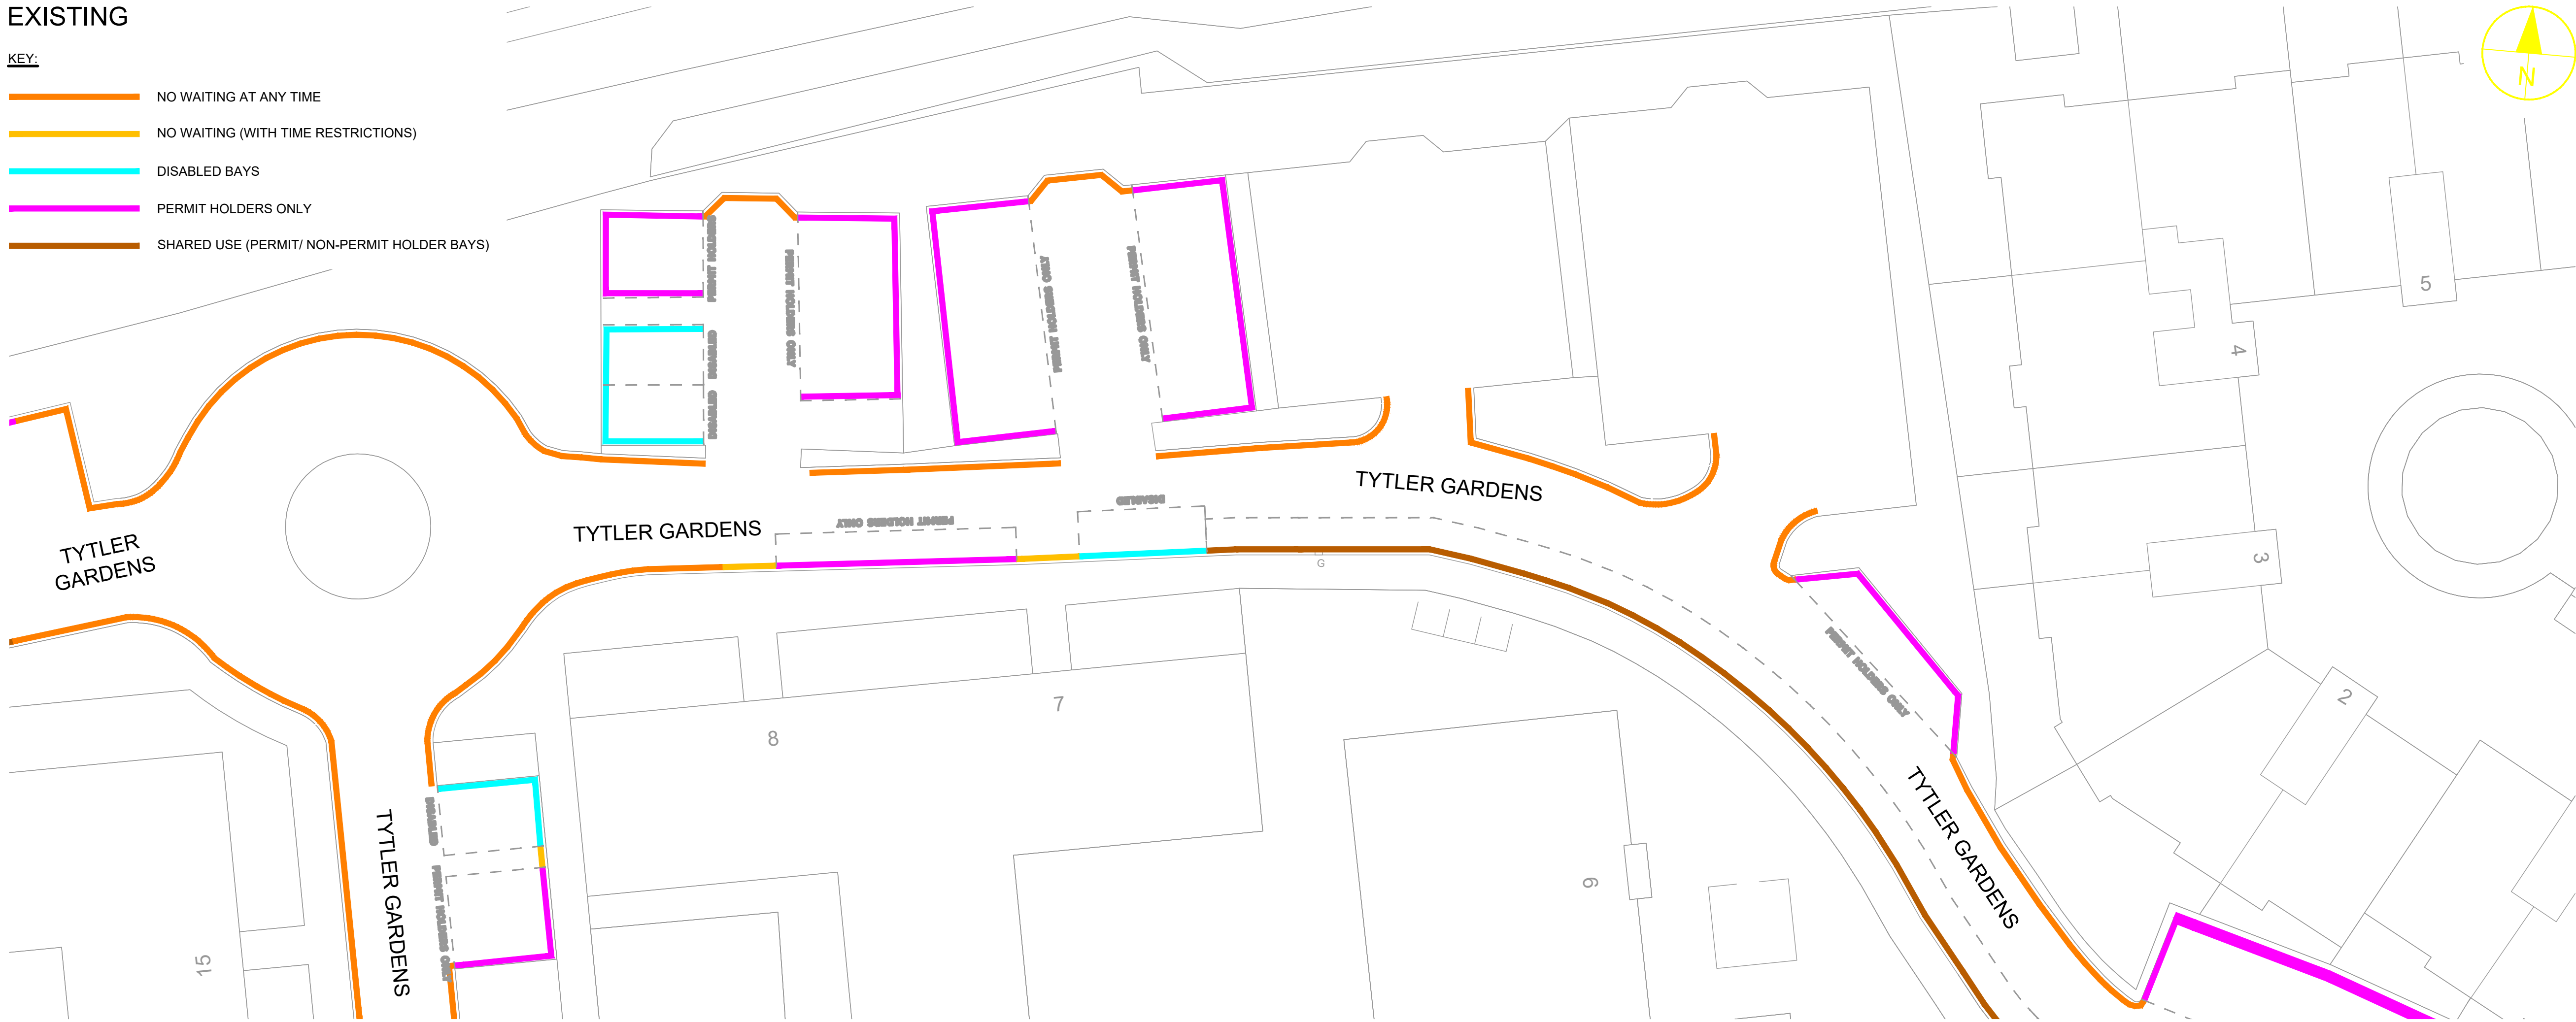 EXISTING
KEY:
NO WAITING AT ANY TIME
NO WAITING (WITH TIME RESTRICTIONS)
DISABLED BAYS
PERMIT HOLDERS ONLY
SHARED USE (PERMIT/ NON-PERMIT HOLDER BAYS)
N
PERMIT HOLDERS
PERMIT HOLDERS ONLY
PERMIT HOLDERS ONLY
PERMIT HOLDERS ONLY
DISABLED
DISABLED
5
4
3
2
TYTLER GARDENS
DISABLED
PERMIT HOLDERS ONLY
TYTLER GARDENS
TYTLER
GARDENS
G
PERMIT HOLDERS ONLY
7
8
TYTLER GARDENS
DISABLED
PERMIT HOLDERS ONLY
TYTLER GARDENS
6
15